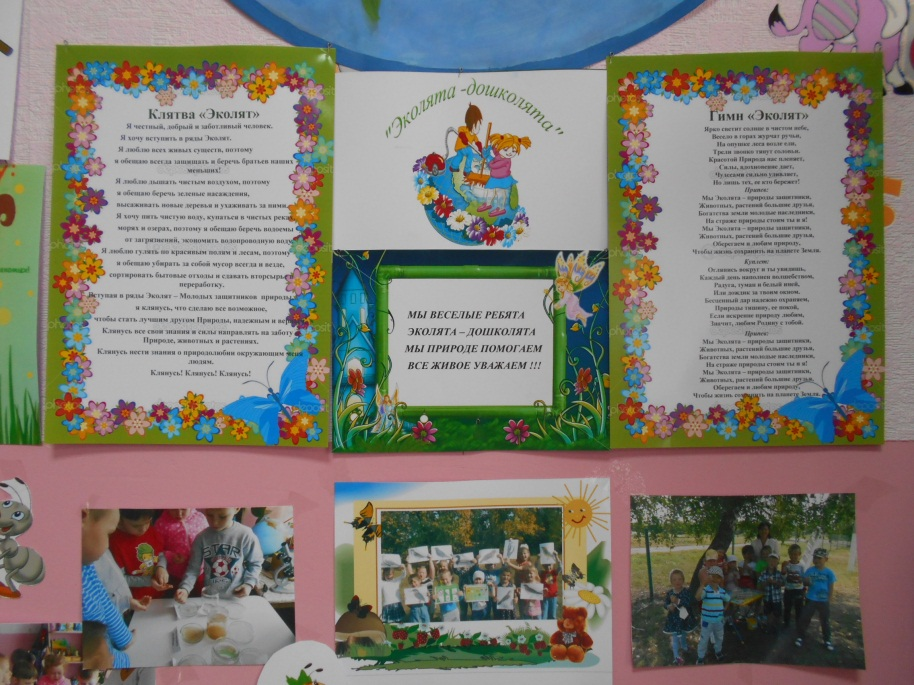 Клятва «Эколят»
Я честный, добрый и заботливый человек.
Я хочу вступить в ряды Эколят.
Я люблю всех живых существ, поэтому
я обещаю всегда защищать и беречь братьев наших
меньших!
Я люблю дышать чистым воздухом, поэтому
я обещаю беречь зеленые насаждения,
высаживать новые деревья и ухаживать за ними.
Я хочу пить чистую воду, купаться в чистых реках,
морях и озерах, поэтому я обещаю беречь водоемы
от загрязнений, экономить водопроводную воду.
Я люблю гулять по красивым полям и лесам, поэтому
я обещаю убирать за собой мусор всегда и везде,
сортировать бытовые отходы и сдавать вторсырье в
переработку.
Вступая в ряды Эколят – Молодых защитников природы
я клянусь, что сделаю все возможное,
чтобы стать лучшим другом Природы, надежным и верным
Клянусь все свои знания и силы направлять на заботу о
Природе, животных и растениях.
Клянусь нести знания о природолюбии окружающим меня
людям.
Клянусь! Клянусь! Клянусь!
"Эколята -дошколята"
МЫ ВЕСЕЛЫЕ РЕБЯТА
ЭКОЛЯТА – ДОШКОЛЯТА
МЫ ПРИРОДЕ ПОМОГАЕМ
ВСЕ ЖИВОЕ УВАЖАЕМ !!!
Гимн «Эколят»
Ярко светит солнце в чистом небе,
Весело в горах журчат ручьи,
На опушке леса возле ели,
Трели звонко тянут соловьи.
Красотой Природа нас пленяет,
Силы, вдохновенье дает,
Чудесами сильно удивляет,
Но лишь тех, ее кто бережет!
Припев:
Мы Эколята - природы защитники,
Животных, растений большие друзья,
Богатства земли молодые наследники,
На страже природы стоим ты и я!
Мы Эколята - природы защитники,
Животных, растений большие друзья,
Оберегаем и любим природу,
Чтобы жизнь сохранить на планете Земля.
Куплет:
Оглянись вокруг и ты увидишь,
Каждый день наполнен волшебством,
Радуга, туман и белый иней,
Или дождик за твоим окном.
Бесценный дар надежно охраняем,
Природы тишину, ее покой,
Если искренне природу любим,
Значит, любим Родину с тобой.
Припев:
Мы Эколята - природы защитники,
Животных, растений большие друзья,
Богатства земли молодые наследники,
На страже природы стоим ты и я!
Мы Эколята - природы защитники,
Животных, растений большие друзья,
Оберегаем и любим природу,
Чтобы жизнь сохранить на планете Земля.
STAR